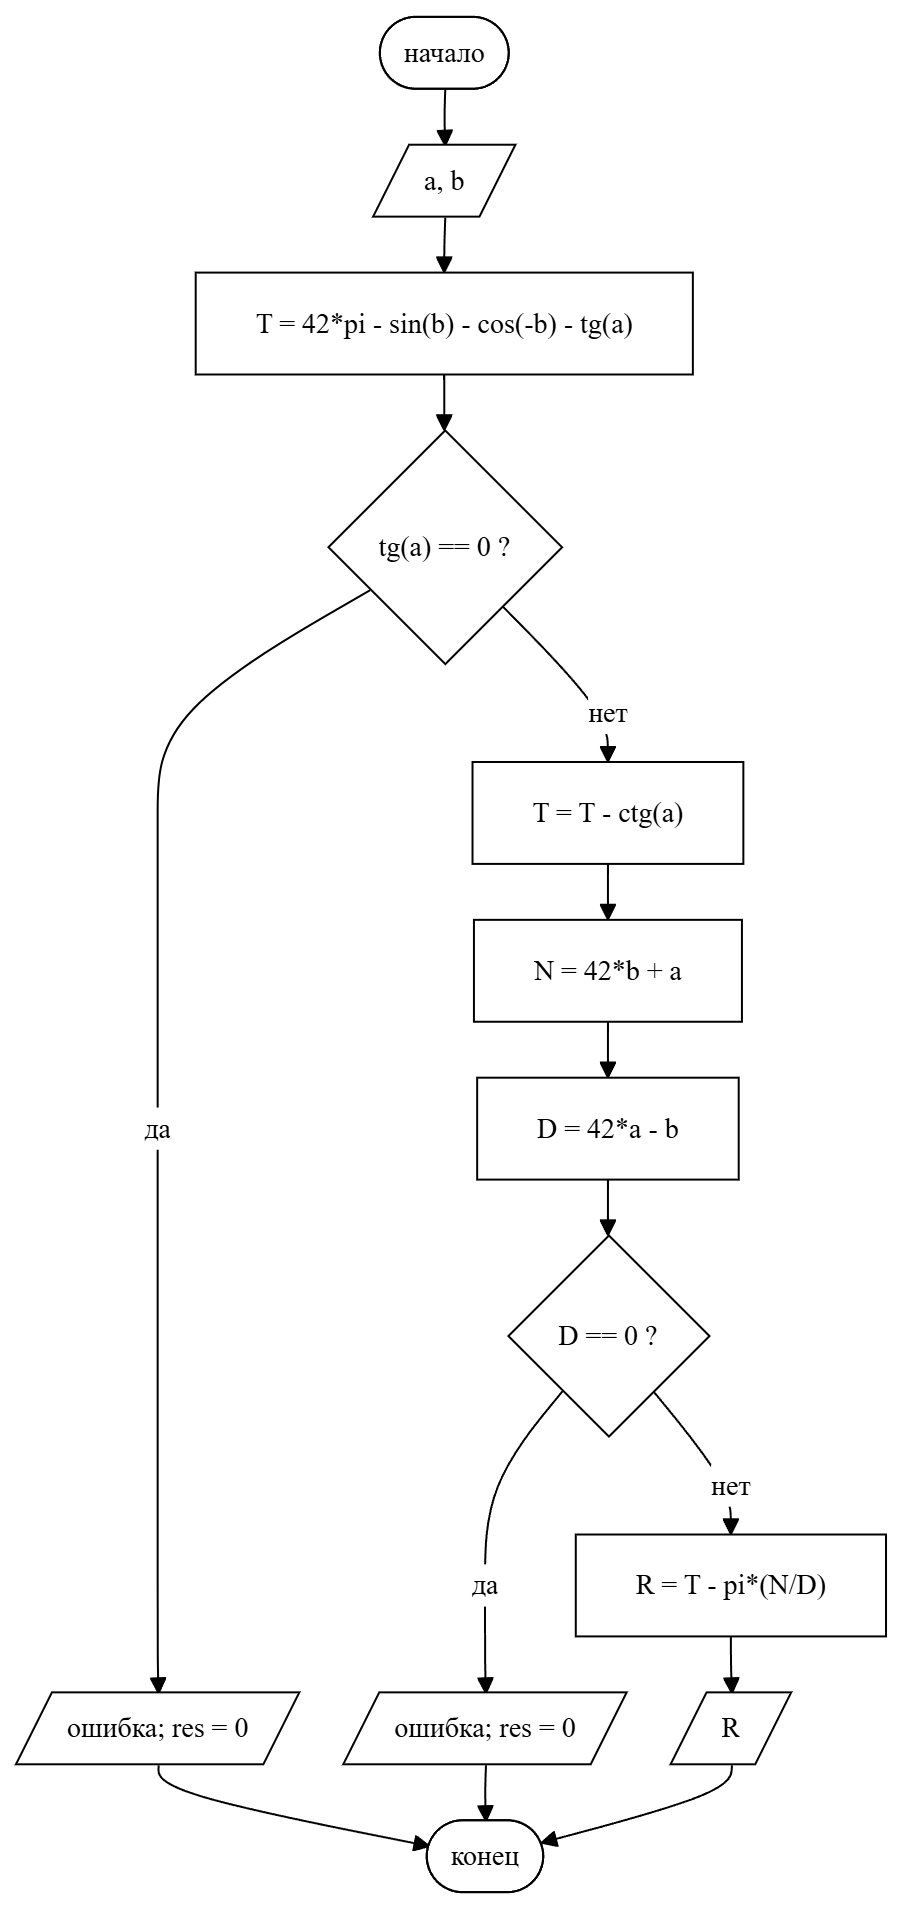 начало
a, b
T = 42*pi - sin(b) - cos(-b) - tg(a)
tg(a) == 0 ?
нет
T = T - ctg(a)
N = 42*b + a
D = 42*a - b
да
D == 0 ?
нет
да
R = T - pi*(N/D)
ошибка; res = 0
ошибка; res = 0
R
конец